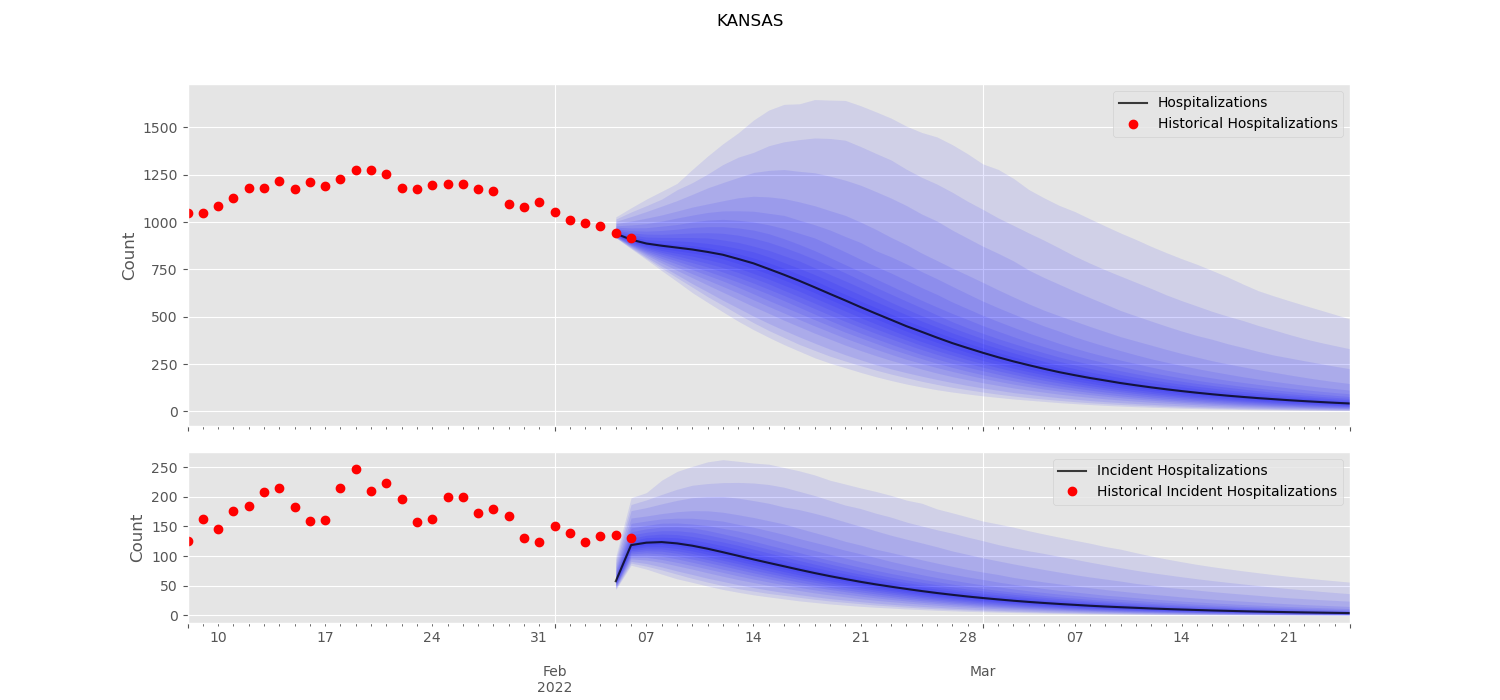 KANSAS
Hospitalizations
Historical Hospitalizations
Count
1500
1250
1000
750
500
250
0
Incident Hospitalizations
Historical Incident Hospitalizations
Count
250
200
150
100
50
0
10 17 24 31 07 14 21 28 07 14 21
Feb Mar
2022